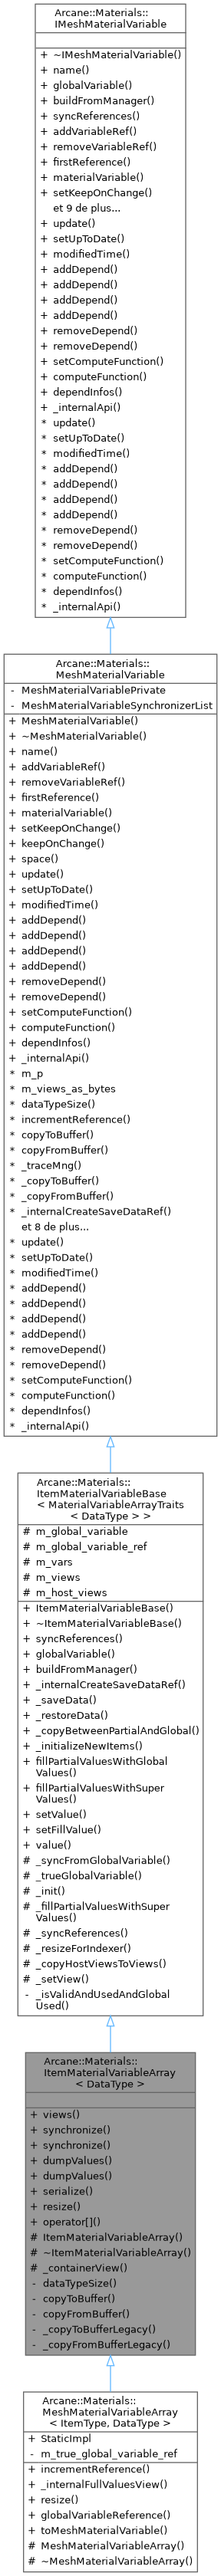 Arcane::Materials::
IMeshMaterialVariable
+ ~IMeshMaterialVariable()
+ name()
+ globalVariable()
+ buildFromManager()
+ syncReferences()
+ addVariableRef()
+ removeVariableRef()
+ firstReference()
+ materialVariable()
+ setKeepOnChange()
et 9 de plus...
+ update()
+ setUpToDate()
+ modifiedTime()
+ addDepend()
+ addDepend()
+ addDepend()
+ addDepend()
+ removeDepend()
+ removeDepend()
+ setComputeFunction()
+ computeFunction()
+ dependInfos()
+ _internalApi()
* update()
* setUpToDate()
* modifiedTime()
* addDepend()
* addDepend()
* addDepend()
* addDepend()
* removeDepend()
* removeDepend()
* setComputeFunction()
* computeFunction()
* dependInfos()
* _internalApi()
Arcane::Materials::
MeshMaterialVariable
- MeshMaterialVariablePrivate
- MeshMaterialVariableSynchronizerList
+ MeshMaterialVariable()
+ ~MeshMaterialVariable()
+ name()
+ addVariableRef()
+ removeVariableRef()
+ firstReference()
+ materialVariable()
+ setKeepOnChange()
+ keepOnChange()
+ space()
+ update()
+ setUpToDate()
+ modifiedTime()
+ addDepend()
+ addDepend()
+ addDepend()
+ addDepend()
+ removeDepend()
+ removeDepend()
+ setComputeFunction()
+ computeFunction()
+ dependInfos()
+ _internalApi()
* m_p
* m_views_as_bytes
* dataTypeSize()
* incrementReference()
* copyToBuffer()
* copyFromBuffer()
* _traceMng()
* _copyToBuffer()
* _copyFromBuffer()
* _internalCreateSaveDataRef()
et 8 de plus...
* update()
* setUpToDate()
* modifiedTime()
* addDepend()
* addDepend()
* addDepend()
* addDepend()
* removeDepend()
* removeDepend()
* setComputeFunction()
* computeFunction()
* dependInfos()
* _internalApi()
Arcane::Materials::
ItemMaterialVariableBase
< MaterialVariableArrayTraits
< DataType > >
# m_global_variable
# m_global_variable_ref
# m_vars
# m_views
# m_host_views
+ ItemMaterialVariableBase()
+ ~ItemMaterialVariableBase()
+ syncReferences()
+ globalVariable()
+ buildFromManager()
+ _internalCreateSaveDataRef()
+ _saveData()
+ _restoreData()
+ _copyBetweenPartialAndGlobal()
+ _initializeNewItems()
+ fillPartialValuesWithGlobal
Values()
+ fillPartialValuesWithSuper
Values()
+ setValue()
+ setFillValue()
+ value()
# _syncFromGlobalVariable()
# _trueGlobalVariable()
# _init()
# _fillPartialValuesWithSuper
Values()
# _syncReferences()
# _resizeForIndexer()
# _copyHostViewsToViews()
# _setView()
- _isValidAndUsedAndGlobal
Used()
Arcane::Materials::
ItemMaterialVariableArray
< DataType >
+ views()
+ synchronize()
+ synchronize()
+ dumpValues()
+ dumpValues()
+ serialize()
+ resize()
+ operator[]()
# ItemMaterialVariableArray()
# ~ItemMaterialVariableArray()
# _containerView()
- dataTypeSize()
- copyToBuffer()
- copyFromBuffer()
- _copyToBufferLegacy()
- _copyFromBufferLegacy()
Arcane::Materials::
MeshMaterialVariableArray
< ItemType, DataType >
+ StaticImpl
- m_true_global_variable_ref
+ incrementReference()
+ _internalFullValuesView()
+ resize()
+ globalVariableReference()
+ toMeshMaterialVariable()
# MeshMaterialVariableArray()
# ~MeshMaterialVariableArray()